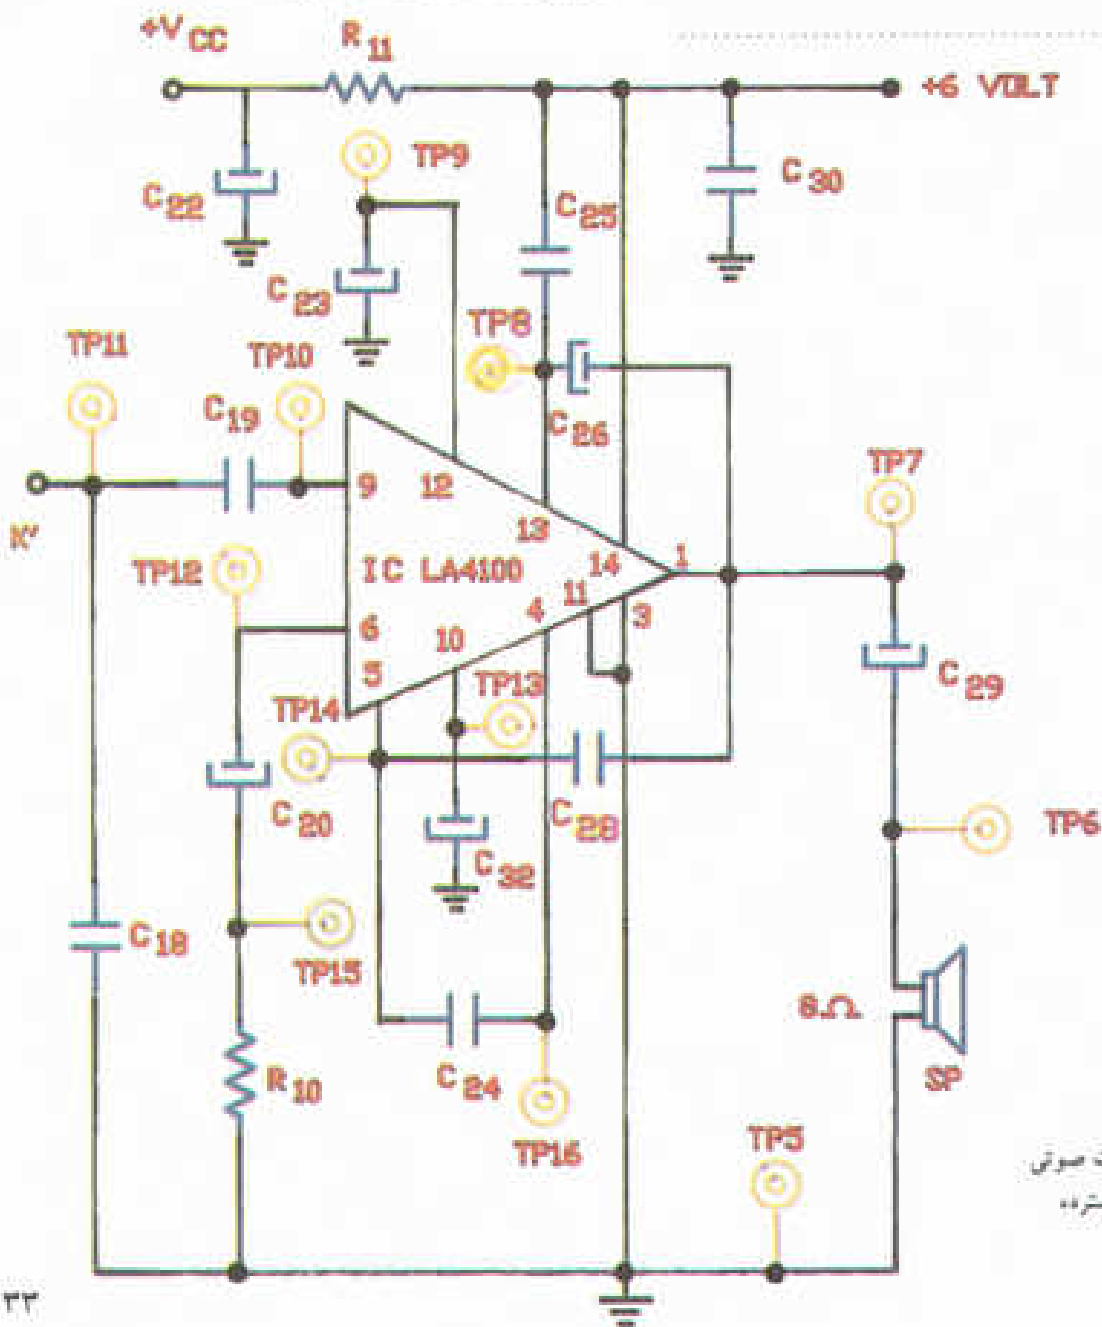 +VCC
R11
+6 VOLT
TP9
C22
C30
C25
C23
TP8
TP11
TP10
C19
C26
9
12
13
TP7
K'
TP12
IC LA4100
14
1
11
4
3
6
10
5
TP13
C29
TP14
C20
C28
C32
TP6
C18
TP15
8Ω
R10
C24
SP
TP16
TP5
صوتی
۳۳